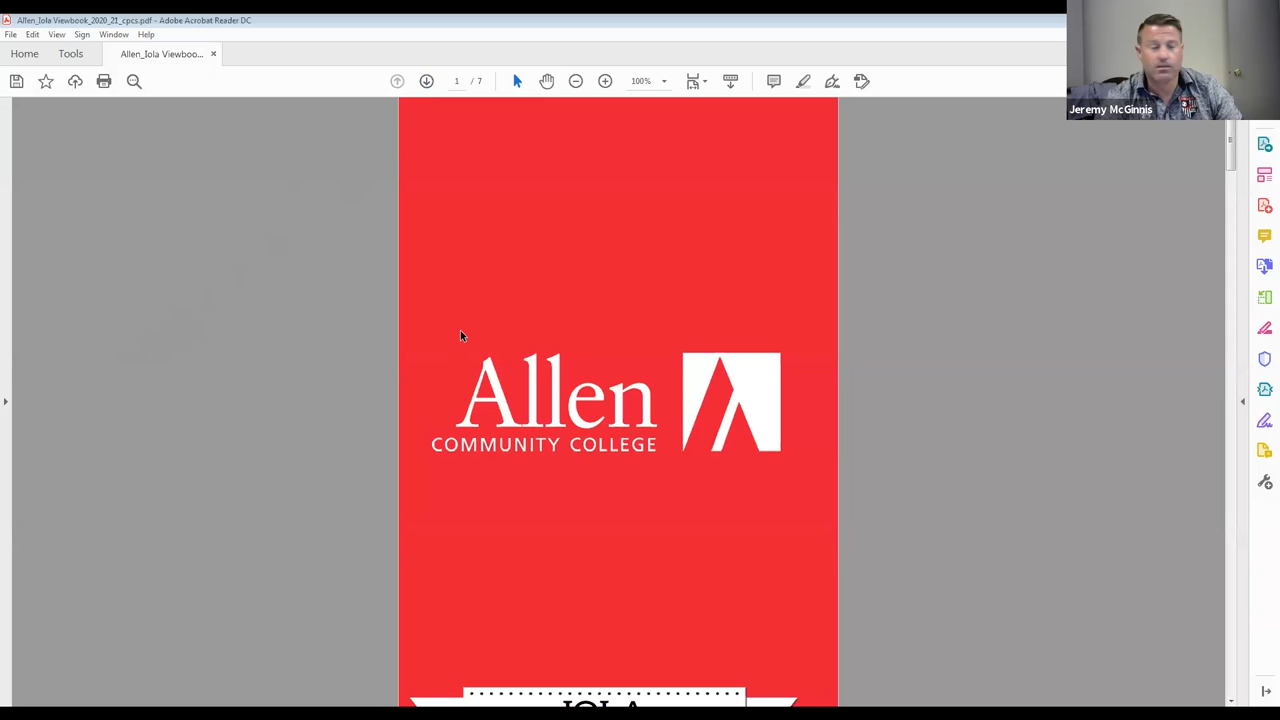 Allen_Iola Viewbook_2020_21_cpcs.pdf - Adobe Acrobat Reader DC
File Edit View Sign Window Help
Home Tools Allen_Iola Viewboo... ×
1 / 7 100%
Jeremy McGinnis
Allen
COMMUNITY COLLEGE
IOLA